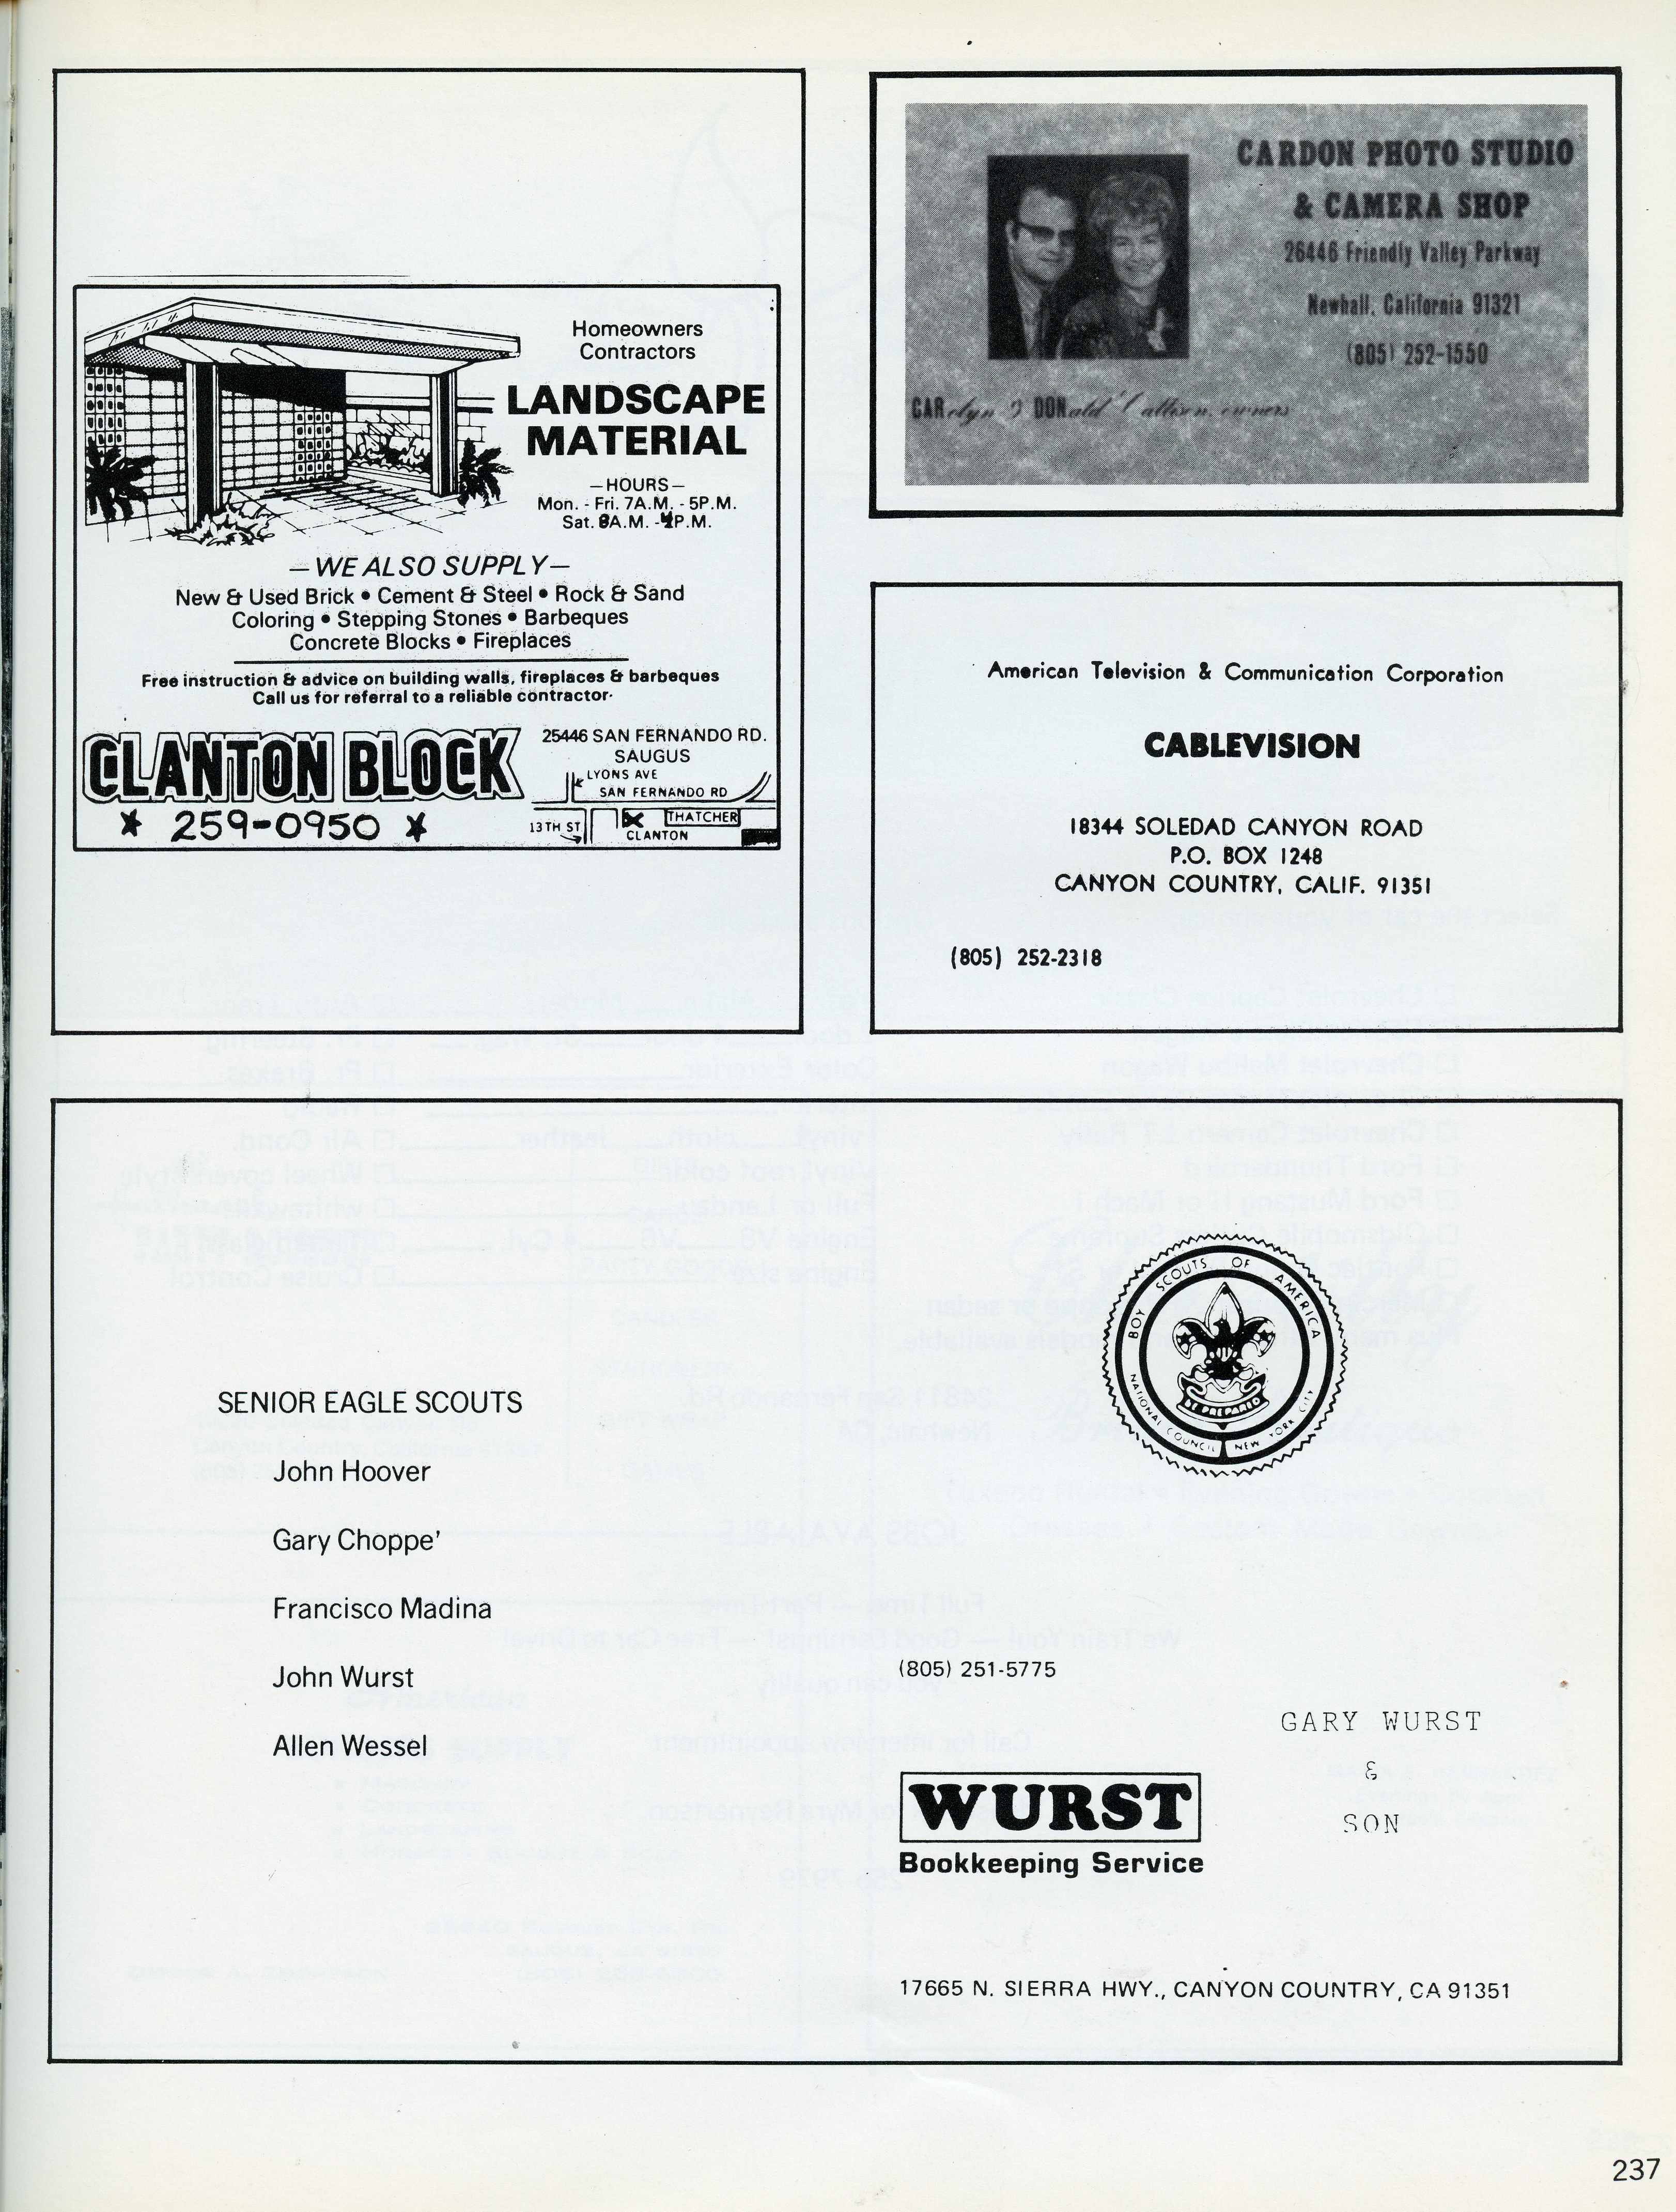 Homeowners
Contractors
LANDSCAPE
MATERIAL
—HOURS—
Mon. - Fri. 7A.M. - 5P.M.
Sat. 8A.M. -4P.M.
—WE ALSO SUPPLY—
New & Used Brick • Cement & Steel • Rock & Sand
Coloring • Stepping Stones • Barbeques
Concrete Blocks • Fireplaces
Free instruction & advice on building walls, fireplaces & barbeques
Call us for referral to a reliable contractor.
CLANTON BLOCK
* 259-0950 *
25446 SAN FERNANDO RD.
SAUGUS
LYONS AVE
SAN FERNANDO RD
13TH ST
THATCHER
CLANTON
CARDON PHOTO STUDIO
& CAMERA SHOP
26446 Friendly Valley Parkway
Newhall, California 91321
(805) 252-1550
CARolyn & DONald Callison, owners
American Television & Communication Corporation
CABLEVISION
18344 SOLEDAD CANYON ROAD
P.O. BOX 1248
CANYON COUNTRY, CALIF. 91351
(805) 252-2318
SENIOR EAGLE SCOUTS
John Hoover
Gary Choppe'
Francisco Madina
John Wurst
Allen Wessel
BOY SCOUTS OF AMERICA
BE PREPARED
NATIONAL COUNCIL NEW YORK CITY
(805) 251-5775
GARY WURST
&
SON
WURST
Bookkeeping Service
17665 N. SIERRA HWY., CANYON COUNTRY, CA 91351
237